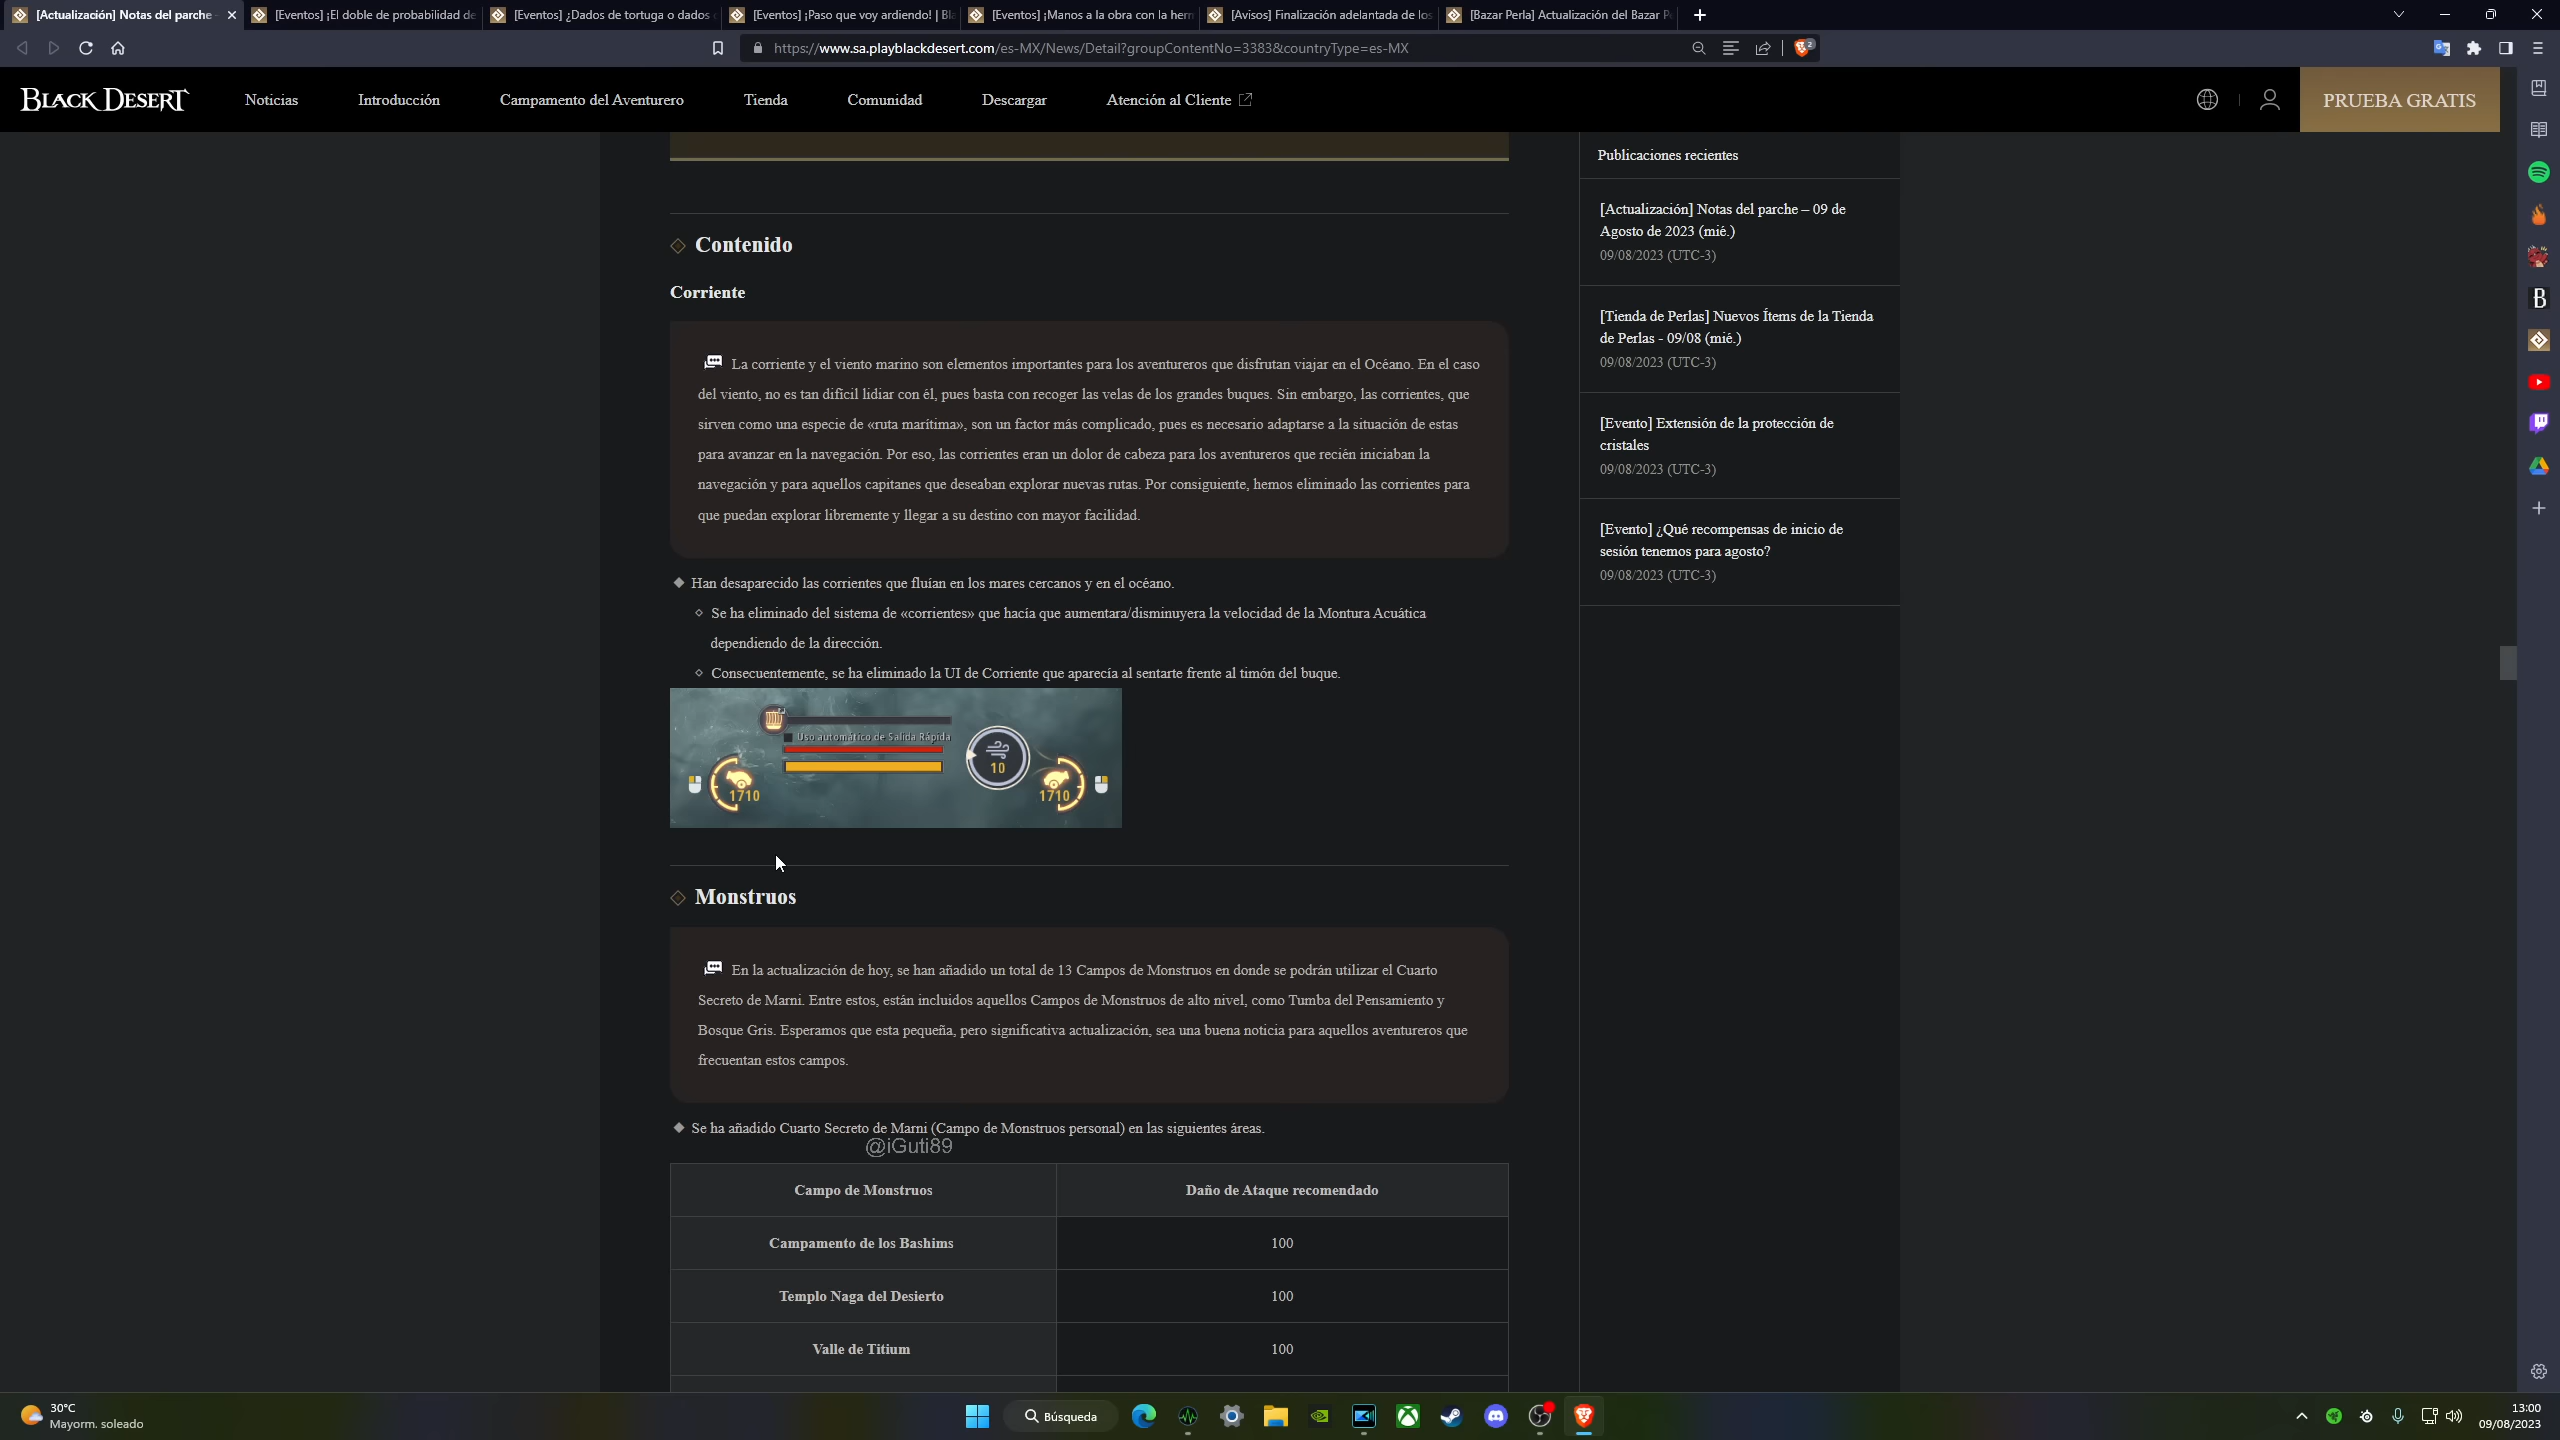 [Actualización] Notas del parche -
[Eventos] ¡El doble de probabilidad de
[Eventos] ¿Dados de tortuga o dados
[Eventos] ¡Paso que voy ardiendo! | Bl
[Eventos] ¡Manos a la obra con la herr
[Avisos] Finalización adelantada de los
[Bazar Perla] Actualización del Bazar P
https://www.sa.playblackdesert.com/es-MX/News/Detail?groupContentNo=3383&countryType=es-MX
2
BLACK DESERT
Noticias
Introducción
Campamento del Aventurero
Tienda
Comunidad
Descargar
Atención al Cliente
PRUEBA GRATIS
Contenido
Corriente
La corriente y el viento marino son elementos importantes para los aventureros que disfrutan viajar en el Océano. En el caso
del viento, no es tan difícil lidiar con él, pues basta con recoger las velas de los grandes buques. Sin embargo, las corrientes, que
sirven como una especie de «ruta marítima», son un factor más complicado, pues es necesario adaptarse a la situación de estas
para avanzar en la navegación. Por eso, las corrientes eran un dolor de cabeza para los aventureros que recién iniciaban la
navegación y para aquellos capitanes que deseaban explorar nuevas rutas. Por consiguiente, hemos eliminado las corrientes para
que puedan explorar libremente y llegar a su destino con mayor facilidad.
Han desaparecido las corrientes que fluían en los mares cercanos y en el océano.
Se ha eliminado del sistema de «corrientes» que hacía que aumentara/disminuyera la velocidad de la Montura Acuática
dependiendo de la dirección.
Consecuentemente, se ha eliminado la UI de Corriente que aparecía al sentarte frente al timón del buque.
Uso automático de Salida Rápida
10
1710
1710
Monstruos
En la actualización de hoy, se han añadido un total de 13 Campos de Monstruos en donde se podrán utilizar el Cuarto
Secreto de Marni. Entre estos, están incluidos aquellos Campos de Monstruos de alto nivel, como Tumba del Pensamiento y
Bosque Gris. Esperamos que esta pequeña, pero significativa actualización, sea una buena noticia para aquellos aventureros que
frecuentan estos campos.
Se ha añadido Cuarto Secreto de Marni (Campo de Monstruos personal) en las siguientes áreas.
@iGuti89
Campo de Monstruos
Daño de Ataque recomendado
Campamento de los Bashims
100
Templo Naga del Desierto
100
Valle de Titium
100
Publicaciones recientes
[Actualización] Notas del parche – 09 de
Agosto de 2023 (mié.)
09/08/2023 (UTC-3)
[Tienda de Perlas] Nuevos Ítems de la Tienda
de Perlas - 09/08 (mié.)
09/08/2023 (UTC-3)
[Evento] Extensión de la protección de
cristales
09/08/2023 (UTC-3)
[Evento] ¿Qué recompensas de inicio de
sesión tenemos para agosto?
09/08/2023 (UTC-3)
B
30°C
Mayorm. soleado
Búsqueda
13:00
09/08/2023